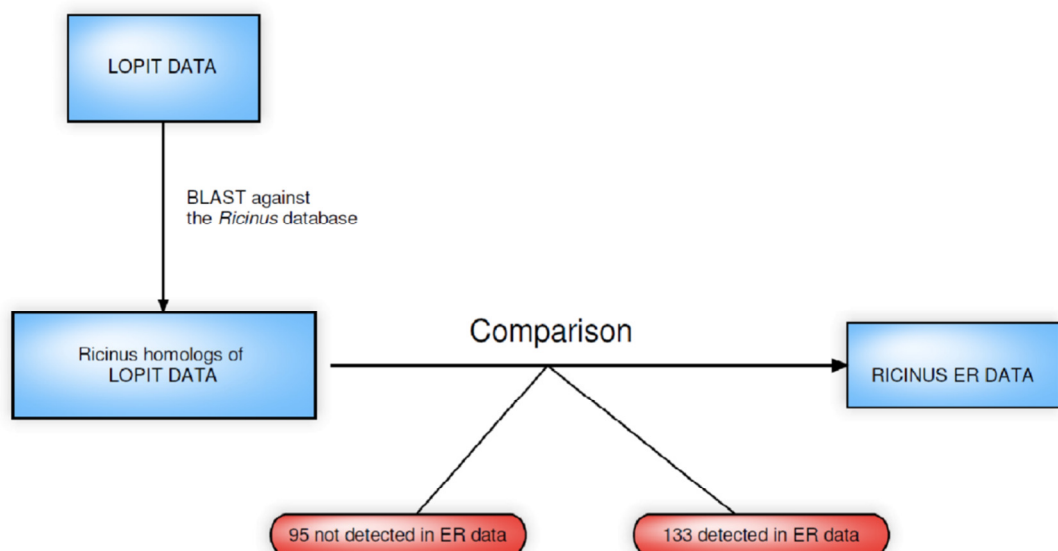 LOPIT DATA
BLAST against
the Ricinus database
Ricinus homologs of
LOPIT DATA
Comparison
RICINUS ER DATA
95 not detected in ER data
133 detected in ER data